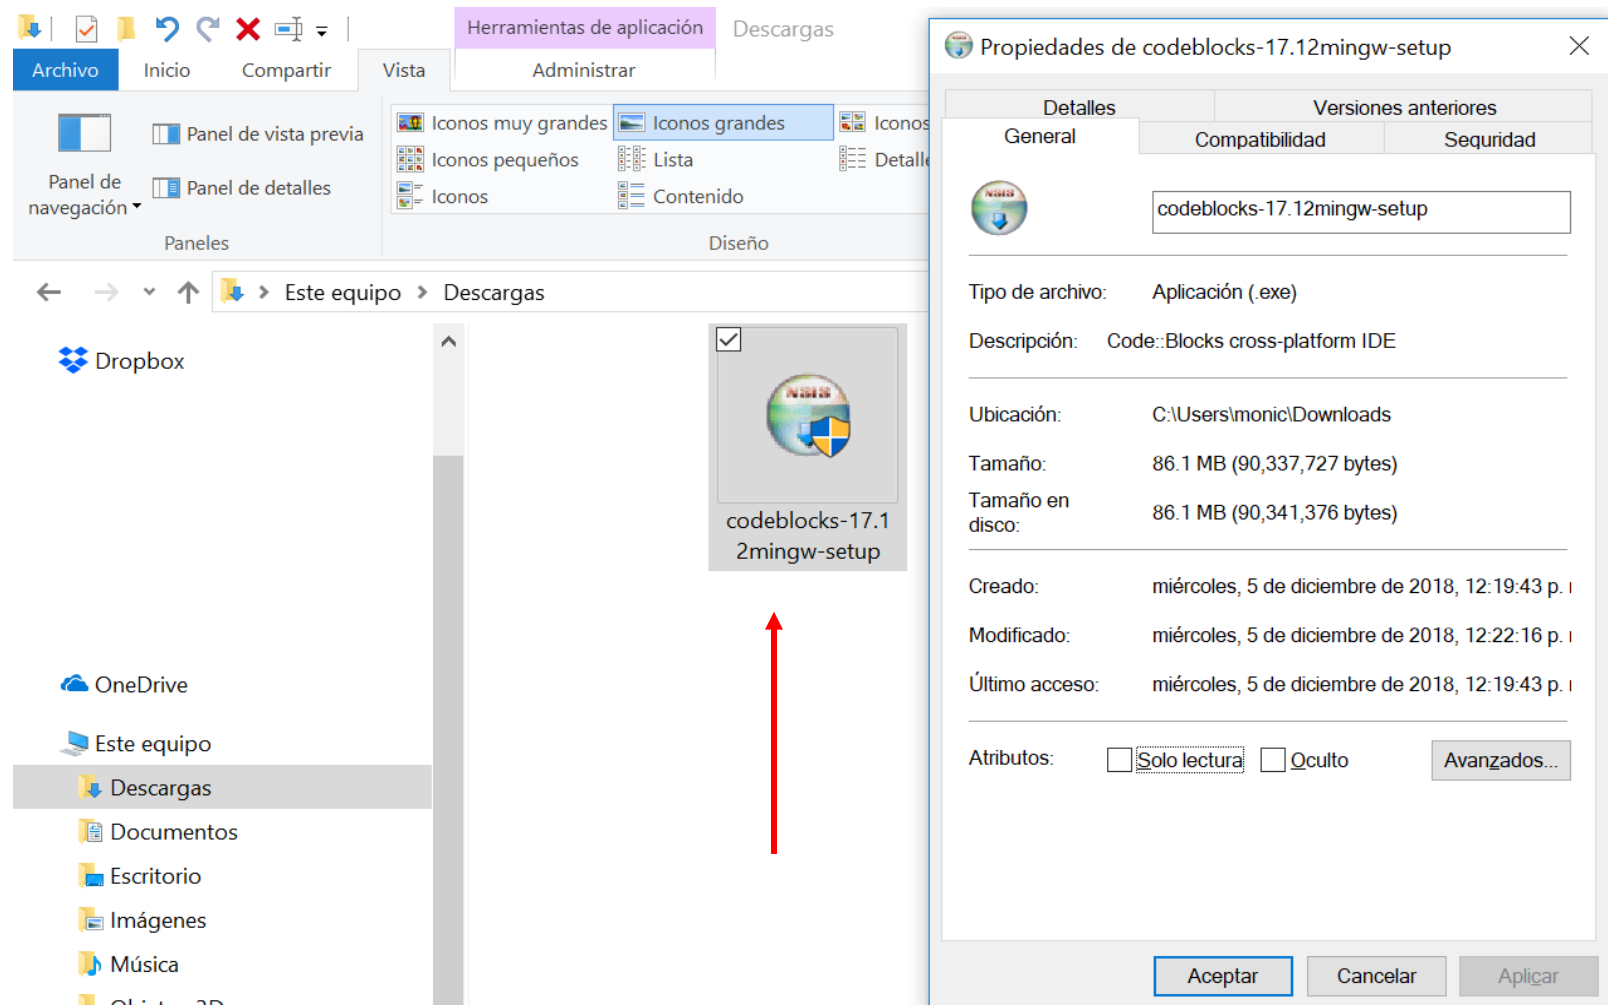 Herramientas de aplicación
Descargas
Archivo
Inicio
Compartir
Vista
Administrar
Panel de
navegación
Panel de vista previa
Panel de detalles
Paneles
Iconos muy grandes
Iconos grandes
Iconos
Iconos pequeños
Lista
Detalle
Iconos
Contenido
Diseño
Este equipo
Descargas
Dropbox
OneDrive
Este equipo
Descargas
Documentos
Escritorio
Imágenes
Música
NSIS
codeblocks-17.1
2mingw-setup
Propiedades de codeblocks-17.12mingw-setup
Detalles
Versiones anteriores
General
Compatibilidad
Seguridad
NSIS
codeblocks-17.12mingw-setup
Tipo de archivo: Aplicación (.exe)
Descripción: Code::Blocks cross-platform IDE
Ubicación: C:\Users\monic\Downloads
Tamaño: 86.1 MB (90,337,727 bytes)
Tamaño en
disco: 86.1 MB (90,341,376 bytes)
Creado: miércoles, 5 de diciembre de 2018, 12:19:43 p.
Modificado: miércoles, 5 de diciembre de 2018, 12:22:16 p.
Último acceso: miércoles, 5 de diciembre de 2018, 12:19:43 p.
Atributos: Solo lectura Oculto Avanzados...
Aceptar Cancelar Aplicar